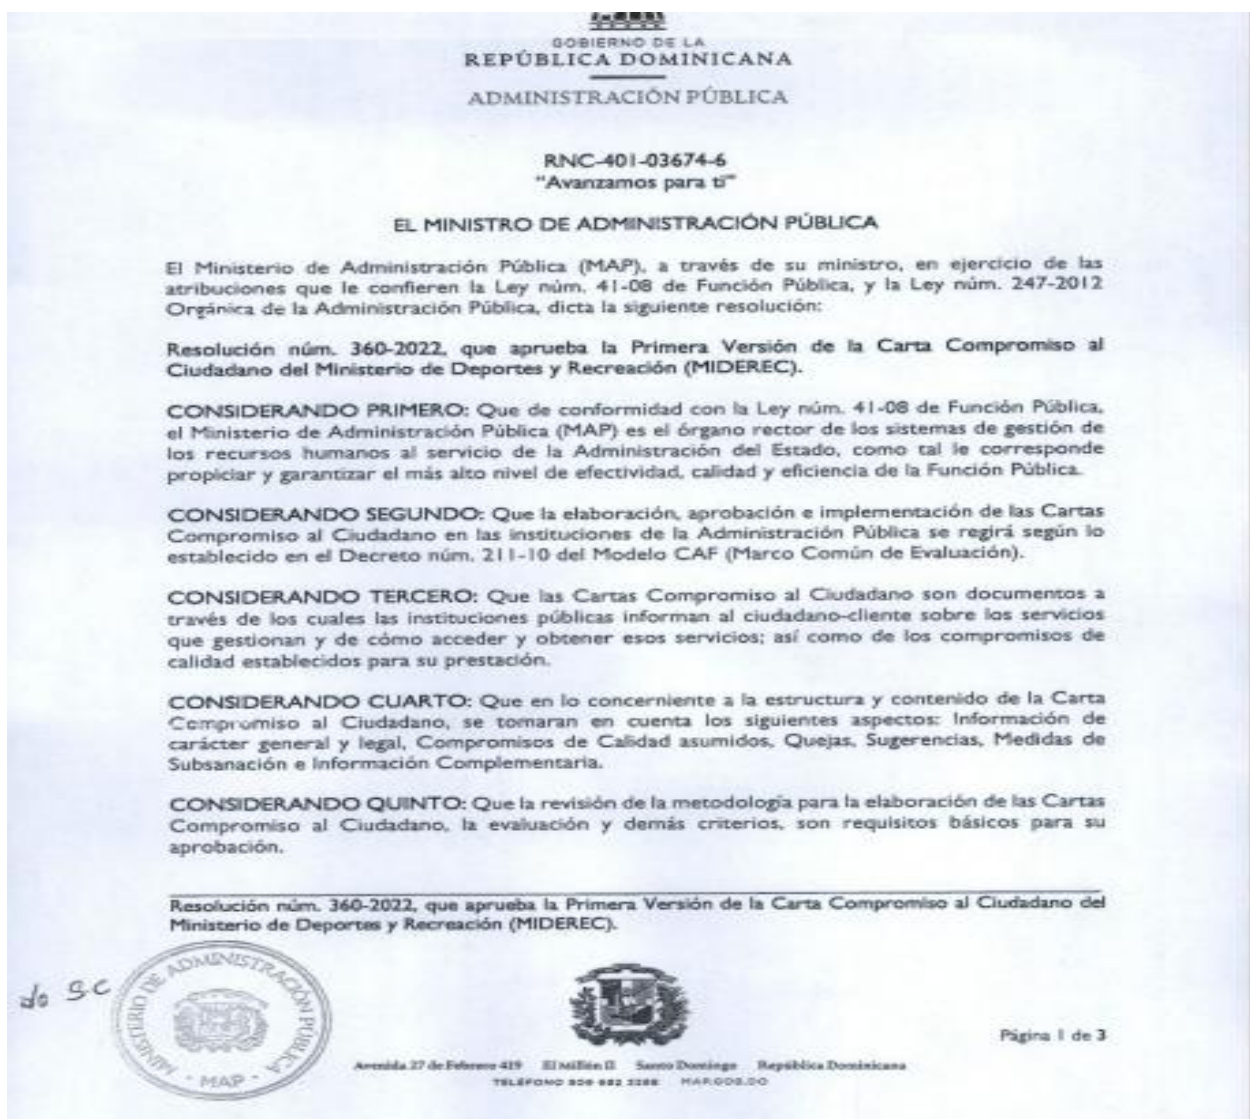 GOBIERNO DE LA
REPÚBLICA DOMINICANA
ADMINISTRACIÓN PÚBLICA
RNC-401-03674-6
"Avanzamos para ti"
EL MINISTRO DE ADMINISTRACIÓN PÚBLICA
El Ministerio de Administración Pública (MAP), a través de su ministro, en ejercicio de las
atribuciones que le confieren la Ley núm. 41-08 de Función Pública, y la Ley núm. 247-2012
Orgánica de la Administración Pública, dicta la siguiente resolución:
Resolución núm. 360-2022, que aprueba la Primera Versión de la Carta Compromiso al
Ciudadano del Ministerio de Deportes y Recreación (MIDEREC).
CONSIDERANDO PRIMERO: Que de conformidad con la Ley núm. 41-08 de Función Pública,
el Ministerio de Administración Pública (MAP) es el órgano rector de los sistemas de gestión de
los recursos humanos al servicio de la Administración del Estado, como tal le corresponde
propiciar y garantizar el más alto nivel de efectividad, calidad y eficiencia de la Función Pública.
CONSIDERANDO SEGUNDO: Que la elaboración, aprobación e implementación de las Cartas
Compromiso al Ciudadano en las instituciones de la Administración Pública se regirá según lo
establecido en el Decreto núm. 211-10 del Modelo CAF (Marco Común de Evaluación).
CONSIDERANDO TERCERO: Que las Cartas Compromiso al Ciudadano son documentos a
través de los cuales las instituciones públicas informan al ciudadano-cliente sobre los servicios
que gestionan y de cómo acceder y obtener esos servicios; así como de los compromisos de
calidad establecidos para su prestación.
CONSIDERANDO CUARTO: Que en lo concerniente a la estructura y contenido de la Carta
Compromiso al Ciudadano, se tomaran en cuenta los siguientes aspectos: Información de
carácter general y legal, Compromisos de Calidad asumidos, Quejas, Sugerencias, Medidas de
Subsanación e Información Complementaria.
CONSIDERANDO QUINTO: Que la revisión de la metodología para la elaboración de las Cartas
Compromiso al Ciudadano, la evaluación y demás criterios, son requisitos básicos para su
aprobación.
Resolución núm. 360-2022, que aprueba la Primera Versión de la Carta Compromiso al Ciudadano del
Ministerio de Deportes y Recreación (MIDEREC).
MINISTERIO DE ADMINISTRACIÓN PÚBLICA
- MAP -
Página 1 de 3
Avenida 27 de Febrero 419 El Millón II Santo Domingo República Dominicana
TELÉFONO 809 682 3298 MAP.GOB.DO